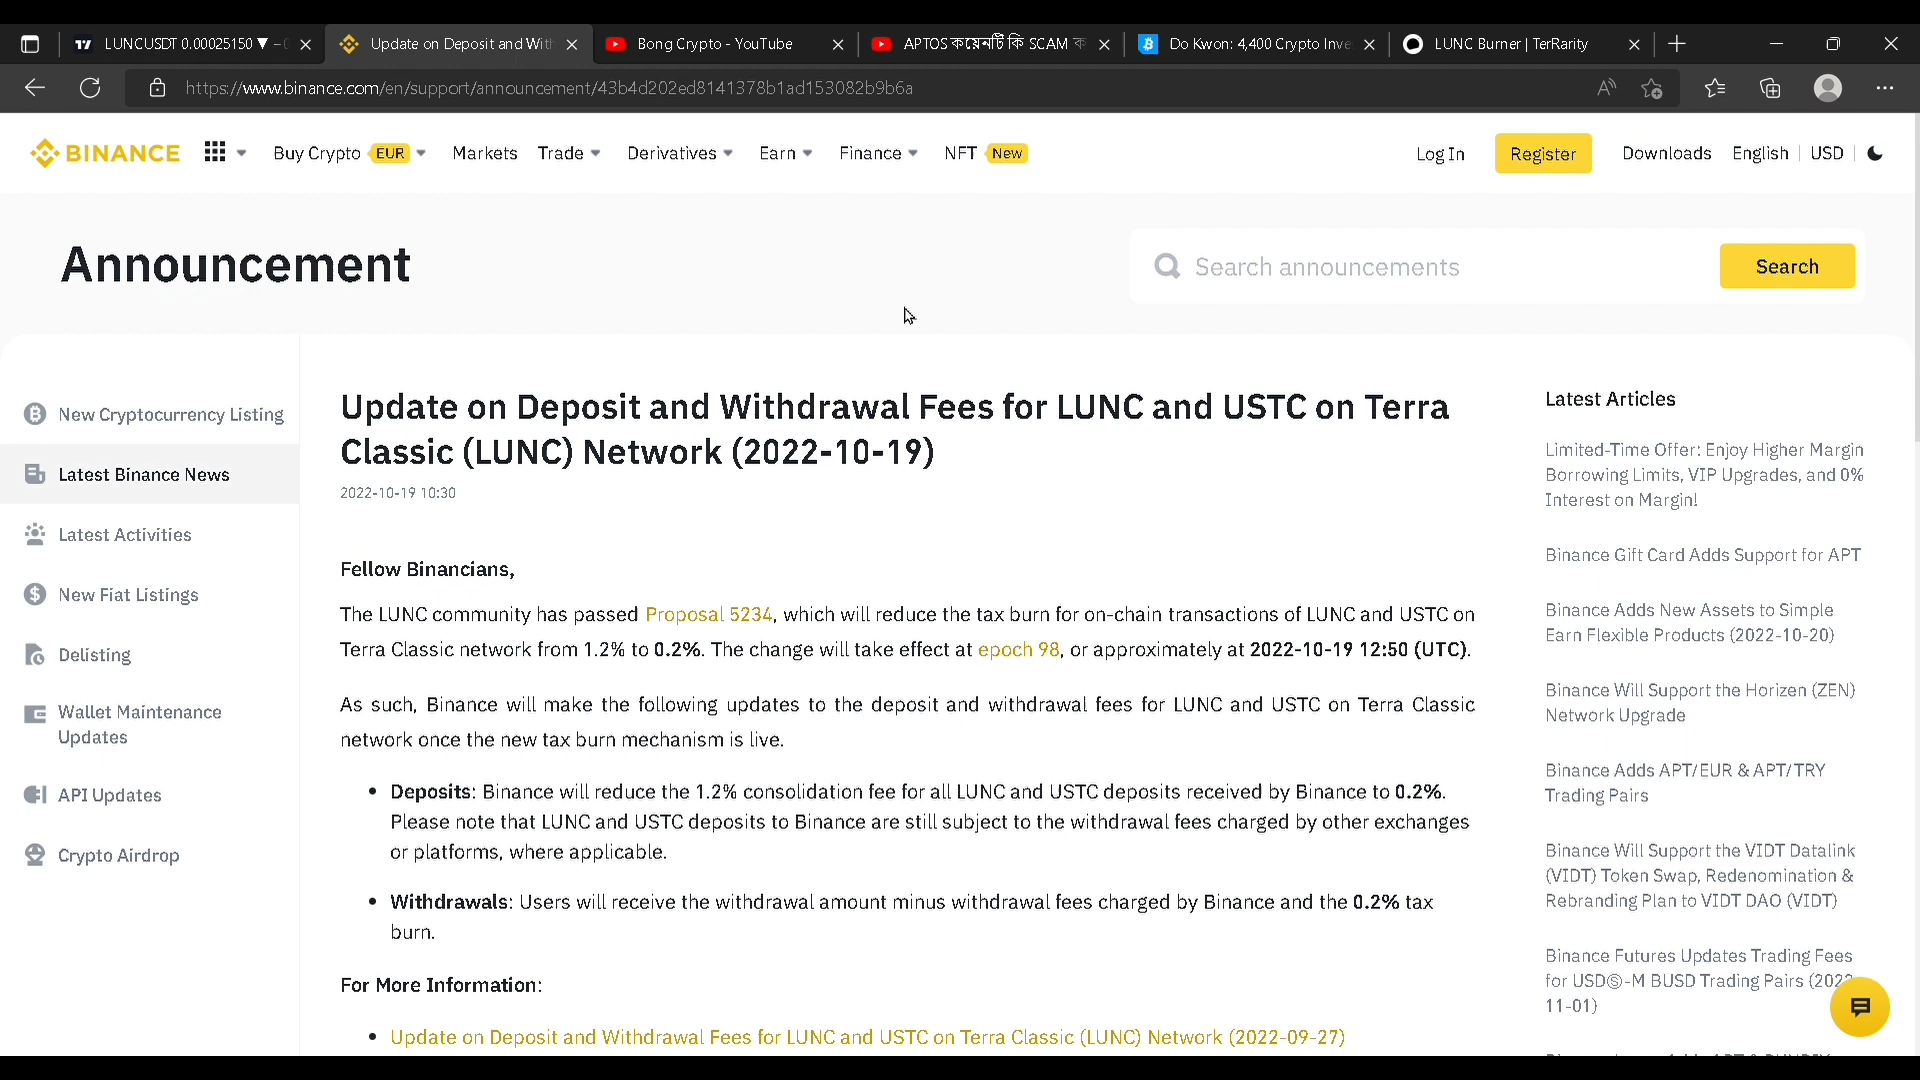 LUNCUSDT 0.00025150 ▼ –
Update on Deposit and With
Bong Crypto - YouTube
APTOS কয়েনটি কি SCAM ক
Do Kwon: 4,400 Crypto Inve
LUNC Burner | TerRarity
https://www.binance.com/en/support/announcement/43b4d202ed8141378b1ad153082b9b6a
BINANCE
Buy Crypto EUR
Markets
Trade
Derivatives
Earn
Finance
NFT New
Log In
Register
Downloads
English
USD
Announcement
Search announcements
Search
New Cryptocurrency Listing
Latest Binance News
Latest Activities
New Fiat Listings
Delisting
Wallet Maintenance
Updates
API Updates
Crypto Airdrop
Update on Deposit and Withdrawal Fees for LUNC and USTC on Terra
Classic (LUNC) Network (2022-10-19)
2022-10-19 10:30
Fellow Binancians,
The LUNC community has passed Proposal 5234, which will reduce the tax burn for on-chain transactions of LUNC and USTC on
Terra Classic network from 1.2% to 0.2%. The change will take effect at epoch 98, or approximately at 2022-10-19 12:50 (UTC).
As such, Binance will make the following updates to the deposit and withdrawal fees for LUNC and USTC on Terra Classic
network once the new tax burn mechanism is live.
• Deposits: Binance will reduce the 1.2% consolidation fee for all LUNC and USTC deposits received by Binance to 0.2%.
Please note that LUNC and USTC deposits to Binance are still subject to the withdrawal fees charged by other exchanges
or platforms, where applicable.
• Withdrawals: Users will receive the withdrawal amount minus withdrawal fees charged by Binance and the 0.2% tax
burn.
For More Information:
• Update on Deposit and Withdrawal Fees for LUNC and USTC on Terra Classic (LUNC) Network (2022-09-27)
Latest Articles
Limited-Time Offer: Enjoy Higher Margin
Borrowing Limits, VIP Upgrades, and 0%
Interest on Margin!
Binance Gift Card Adds Support for APT
Binance Adds New Assets to Simple
Earn Flexible Products (2022-10-20)
Binance Will Support the Horizen (ZEN)
Network Upgrade
Binance Adds APT/EUR & APT/TRY
Trading Pairs
Binance Will Support the VIDT Datalink
(VIDT) Token Swap, Redenomination &
Rebranding Plan to VIDT DAO (VIDT)
Binance Futures Updates Trading Fees
for USDⓈ-M BUSD Trading Pairs (2022-
11-01)